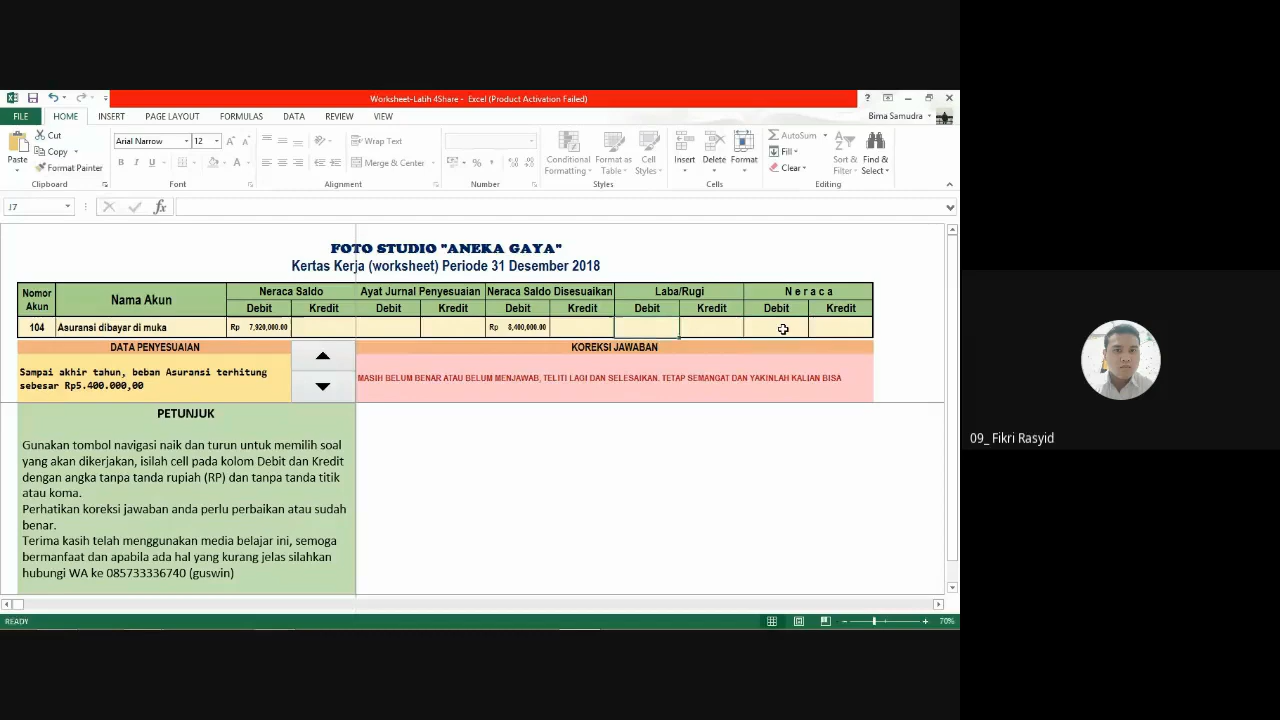 Worksheet-Latih 4Share - Excel (Product Activation Failed)
FILE HOME INSERT PAGE LAYOUT FORMULAS DATA REVIEW VIEW Bima Samudra
Paste Cut Copy Format Painter
Arial Narrow 12
B I U
Wrap Text
Merge & Center
Conditional Formatting
Format as Table
Cell Styles
Insert Delete Format
AutoSum
Fill
Clear
Sort & Filter
Find & Select
Clipboard Font Alignment Number Styles Cells Editing
J7 fx
FOTO STUDIO "ANEKA GAYA"
Kertas Kerja (worksheet) Periode 31 Desember 2018
Nomor Akun Nama Akun Neraca Saldo Ayat Jurnal Penyesuaian Neraca Saldo Disesuaikan Laba/Rugi N e r a c a
Debit Kredit Debit Kredit Debit Kredit Debit Kredit Debit Kredit
104 Asuransi dibayar di muka Rp 7,920,000.00 Rp 8,400,000.00
DATA PENYESUAIAN KOREKSI JAWABAN
Sampai akhir tahun, beban Asuransi terhitung
sebesar Rp5.400.000,00
MASIH BELUM BENAR ATAU BELUM MENJAWAB, TELITI LAGI DAN SELESAIKAN. TETAP SEMANGAT DAN YAKINLAH KALIAN BISA
PETUNJUK
Gunakan tombol navigasi naik dan turun untuk memilih soal
yang akan dikerjakan, isilah cell pada kolom Debit dan Kredit
dengan angka tanpa tanda rupiah (RP) dan tanpa tanda titik
atau koma.
Perhatikan koreksi jawaban anda perlu perbaikan atau sudah
benar.
Terima kasih telah menggunakan media belajar ini, semoga
bermanfaat dan apabila ada hal yang kurang jelas silahkan
hubungi WA ke 085733336740 (guswin)
READY 70%
09_ Fikri Rasyid